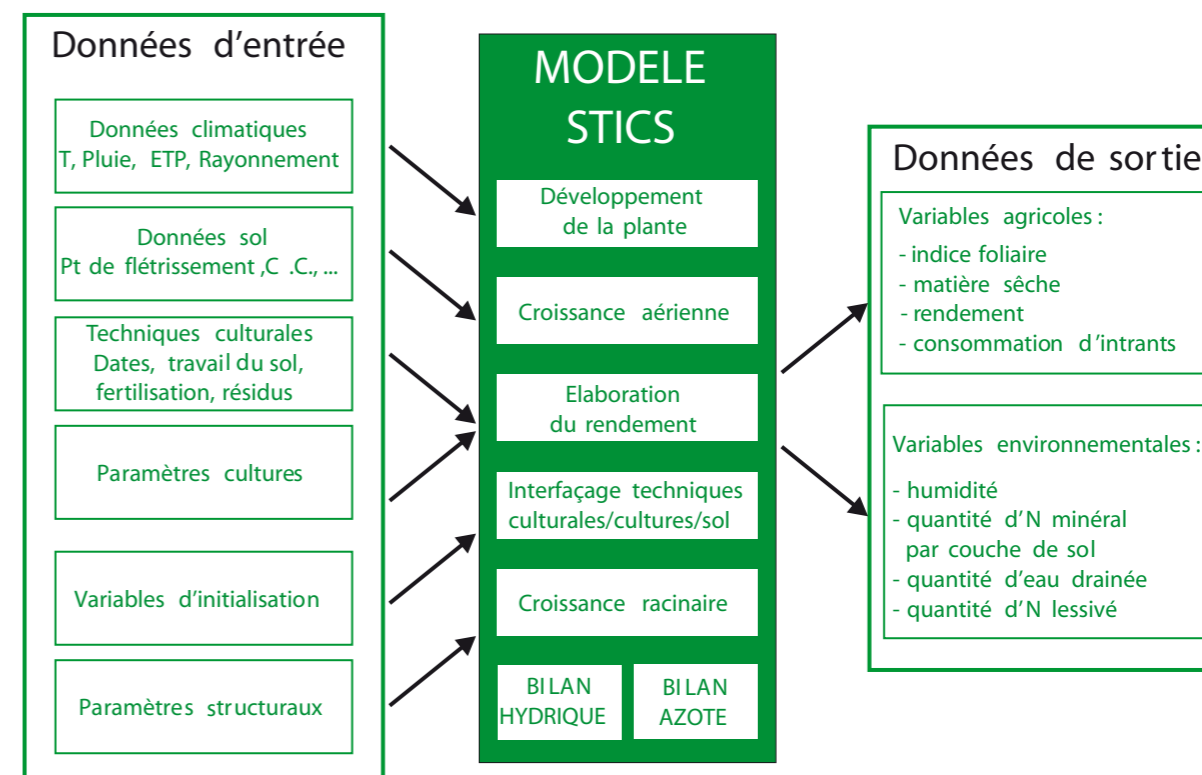 Données d'entrée
Données climatiques
T, Pluie, ETP, Rayonnement
Données sol
Pt de flétrissement ,C .C., ...
Techniques culturales
Dates, travail du sol,
fertilisation, résidus
Paramètres cultures
Variables d'initialisation
Paramètres structuraux
MODELE
STICS
Développement
de la plante
Croissance aérienne
Elaboration
du rendement
Interfaçage techniques
culturales/cultures/sol
Croissance racinaire
BILAN
HYDRIQUE
BILAN
AZOTE
Données de sortie
Variables agricoles :
- indice foliaire
- matière sêche
- rendement
- consommation d'intrants
Variables environnementales :
- humidité
- quantité d'N minéral
par couche de sol
- quantité d'eau drainée
- quantité d'N lessivé